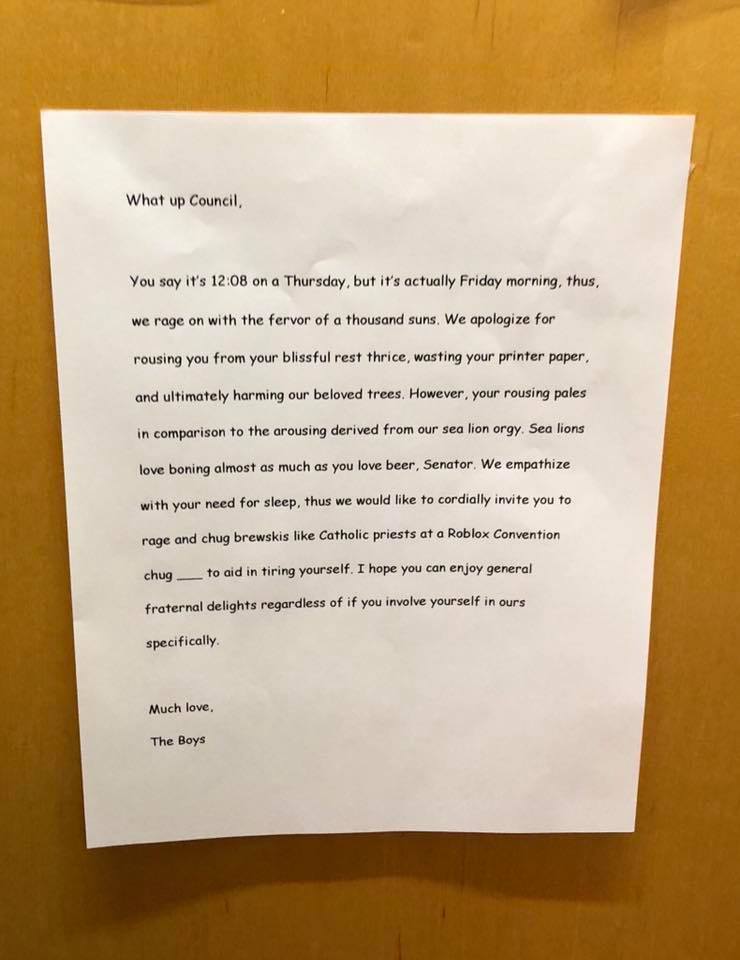 What up Council,
You say it's 12:08 on a Thursday, but it's actually Friday morning, thus,
we rage on with the fervor of a thousand suns. We apologize for
rousing you from your blissful rest thrice, wasting your printer paper,
and ultimately harming our beloved trees. However, your rousing pales
in comparison to the arousing derived from our sea lion orgy. Sea lions
love boning almost as much as you love beer, Senator. We empathize
with your need for sleep, thus we would like to cordially invite you to
rage and chug brewskis like Catholic priests at a Roblox Convention
chug ____ to aid in tiring yourself. I hope you can enjoy general
fraternal delights regardless of if you involve yourself in ours
specifically.
Much love,
The Boys